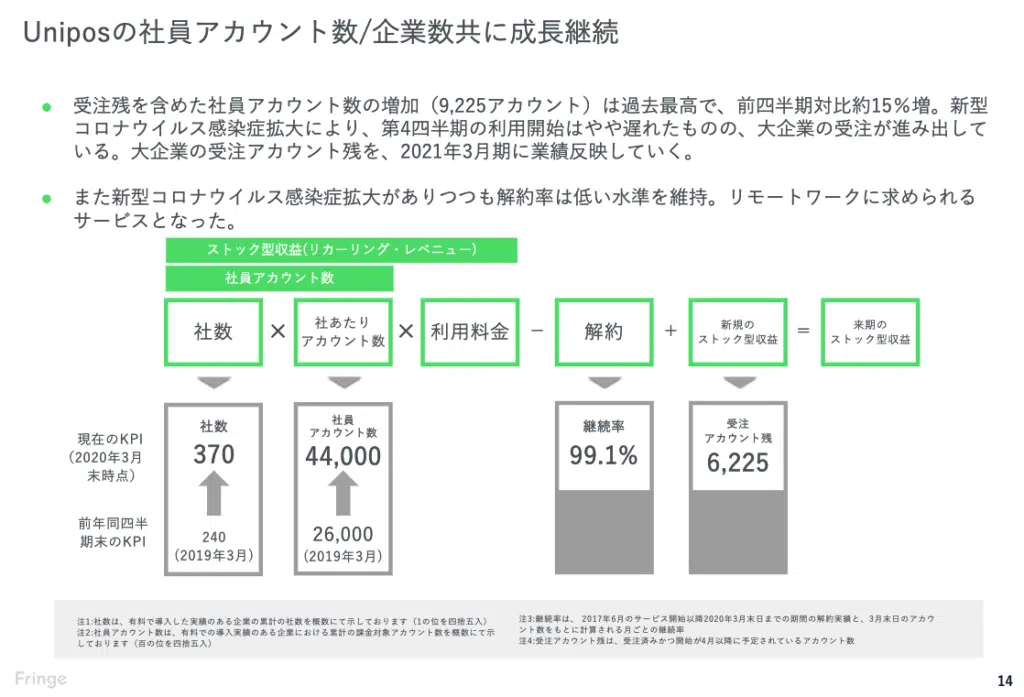 Uniposの社員アカウント数/企業数共に成長継続
● 受注残を含めた社員アカウント数の増加（9,225アカウント）は過去最高で、前四半期対比約15%増。新型
コロナウイルス感染症拡大により、第4四半期の利用開始はやや遅れたものの、大企業の受注が進み出して
いる。大企業の受注アカウント残を、2021年3月期に業績反映していく。
● また新型コロナウイルス感染症拡大がありつつも解約率は低い水準を維持。リモートワークに求められる
サービスとなった。
ストック型収益(リカーリング・レベニュー)
社員アカウント数
社数 × 社あたり
アカウント数 × 利用料金 − 解約 + 新規の
ストック型収益 = 来期の
ストック型収益
現在のKPI
(2020年3月
末時点)
社数
370
社員
アカウント数
44,000
継続率
99.1%
受注
アカウント残
6,225
前年同四半
期末のKPI
240
(2019年3月)
26,000
(2019年3月)
注1:社数は、有料で導入した実績のある企業の累計の社数を概数にて示しております（1の位を四捨五入）
注2:社員アカウント数は、有料での導入実績のある企業における累計の課金対象アカウント数を概数にて示
しております（百の位を四捨五入）
注3:継続率は、2017年6月のサービス開始以降2020年3月末日までの期間の解約実績と、3月末日のアカウ
ント数をもとに計算される月ごとの継続率
注4:受注アカウント残は、受注済みかつ開始が4月以降に予定されているアカウント数
Fringe
14